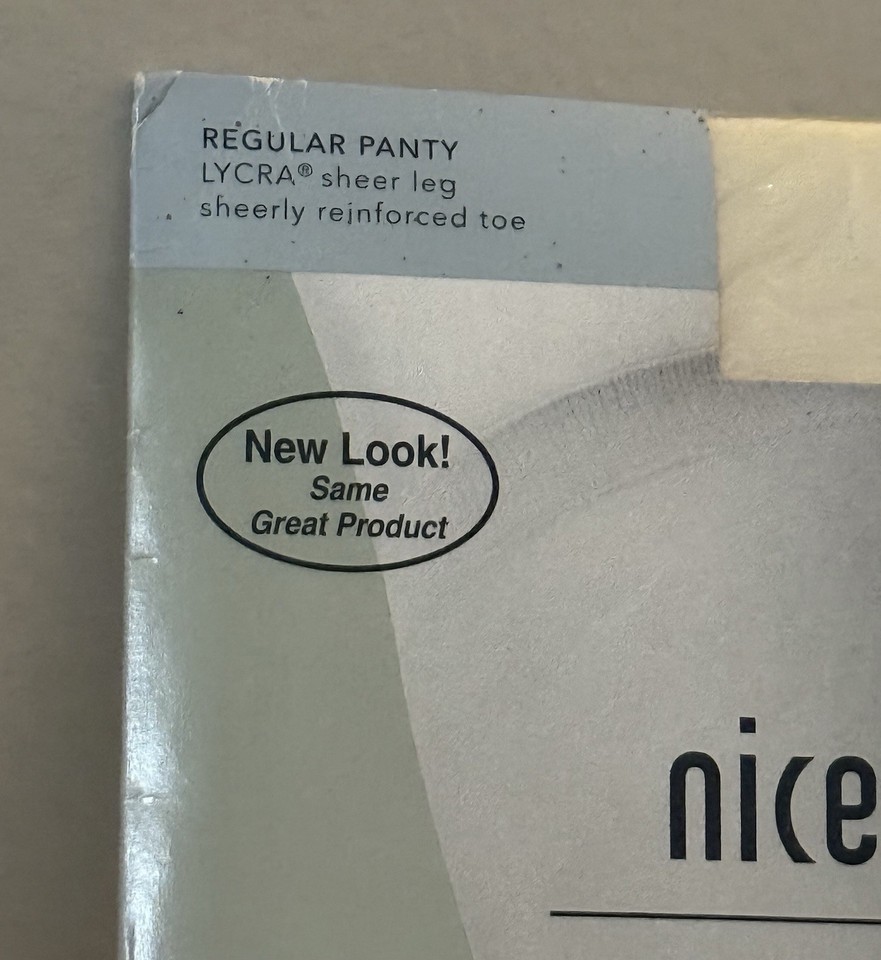 REGULAR PANTY
LYCRA® sheer leg
sheerly reinforced toe
New Look!
Same
Great Product
nice